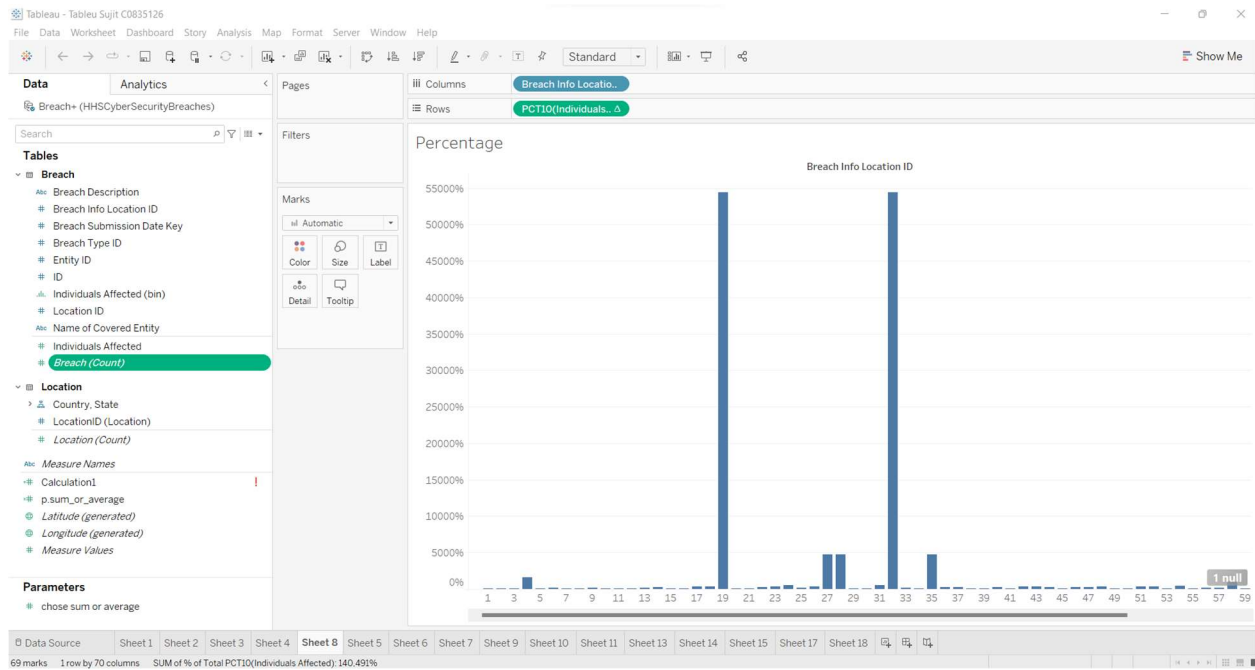 Tableau - Tableu Sujit C0835126
File Data Worksheet Dashboard Story Analysis Map Format Server Window Help
Standard
Show Me
Data Analytics
Pages
iii Columns
Breach Info Locatio..
Breach+ (HHSCyberSecurityBreaches)
Rows
PCT10(Individuals.. Δ
Search
Filters
Percentage
Tables
Breach Info Location ID
Breach
Abc Breach Description
# Breach Info Location ID
# Breach Submission Date Key
# Breach Type ID
# Entity ID
# ID
Individuals Affected (bin)
# Location ID
Abc Name of Covered Entity
# Individuals Affected
# Breach (Count)
Location
Country, State
# LocationID (Location)
# Location (Count)
Abc Measure Names
=# Calculation1 !
=# p.sum_or_average
Latitude (generated)
Longitude (generated)
# Measure Values
Parameters
# chose sum or average
Marks
Automatic
Color Size Label
Detail Tooltip
55000%
50000%
45000%
40000%
35000%
30000%
25000%
20000%
15000%
10000%
5000%
0%
1 null
1 3 5 7 9 11 13 15 17 19 21 23 25 27 29 31 33 35 37 39 41 43 45 47 49 51 53 55 57 59
Data Source Sheet 1 Sheet 2 Sheet 3 Sheet 4 Sheet 8 Sheet 5 Sheet 6 Sheet 7 Sheet 9 Sheet 10 Sheet 11 Sheet 13 Sheet 14 Sheet 15 Sheet 17 Sheet 18
69 marks 1 row by 70 columns SUM of % of Total PCT10(Individuals Affected): 140,491%